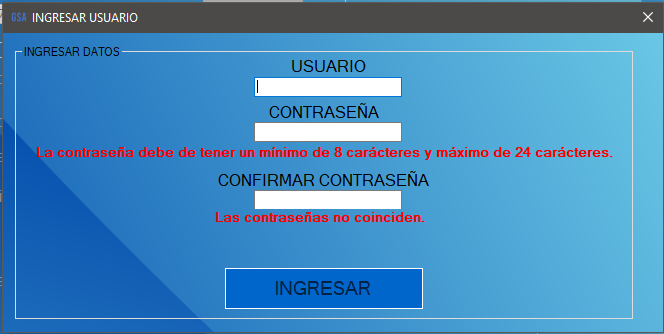 GSA INGRESAR USUARIO
INGRESAR DATOS
USUARIO
CONTRASEÑA
La contraseña debe de tener un mínimo de 8 carácteres y máximo de 24 carácteres.
CONFIRMAR CONTRASEÑA
Las contraseñas no coinciden.
INGRESAR